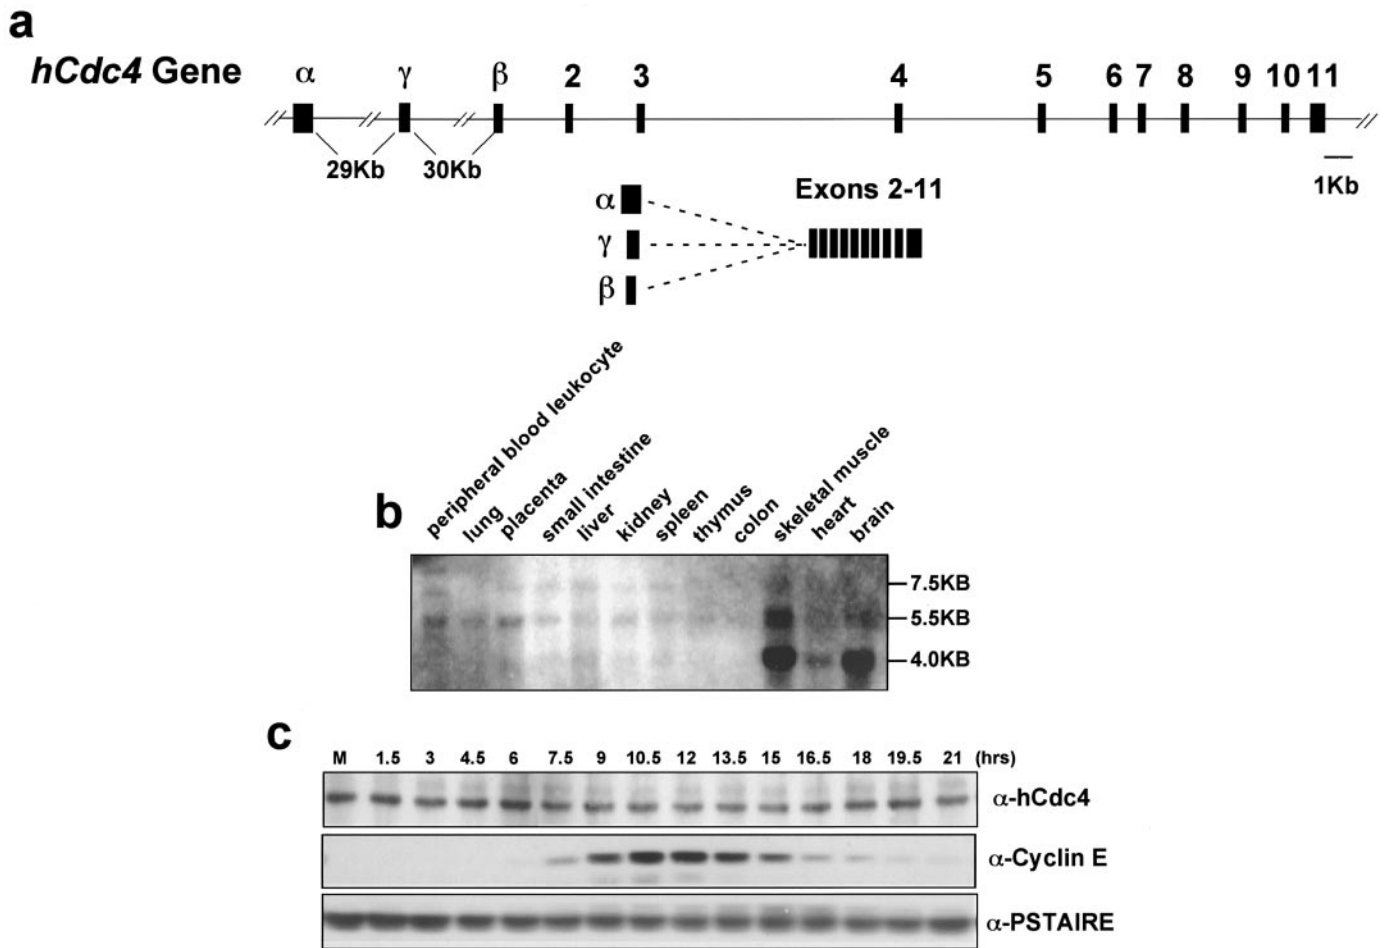 a
hCdc4 Gene α γ β 2 3 4 5 6 7 8 9 10 11
29Kb 30Kb
1Kb
Exons 2-11
α
γ
β
b
peripheral blood leukocyte
lung
placenta
small intestine
liver
kidney
spleen
thymus
colon
skeletal muscle
heart
brain
7.5KB
5.5KB
4.0KB
c
M 1.5 3 4.5 6 7.5 9 10.5 12 13.5 15 16.5 18 19.5 21 (hrs)
α-hCdc4
α-Cyclin E
α-PSTAIRE